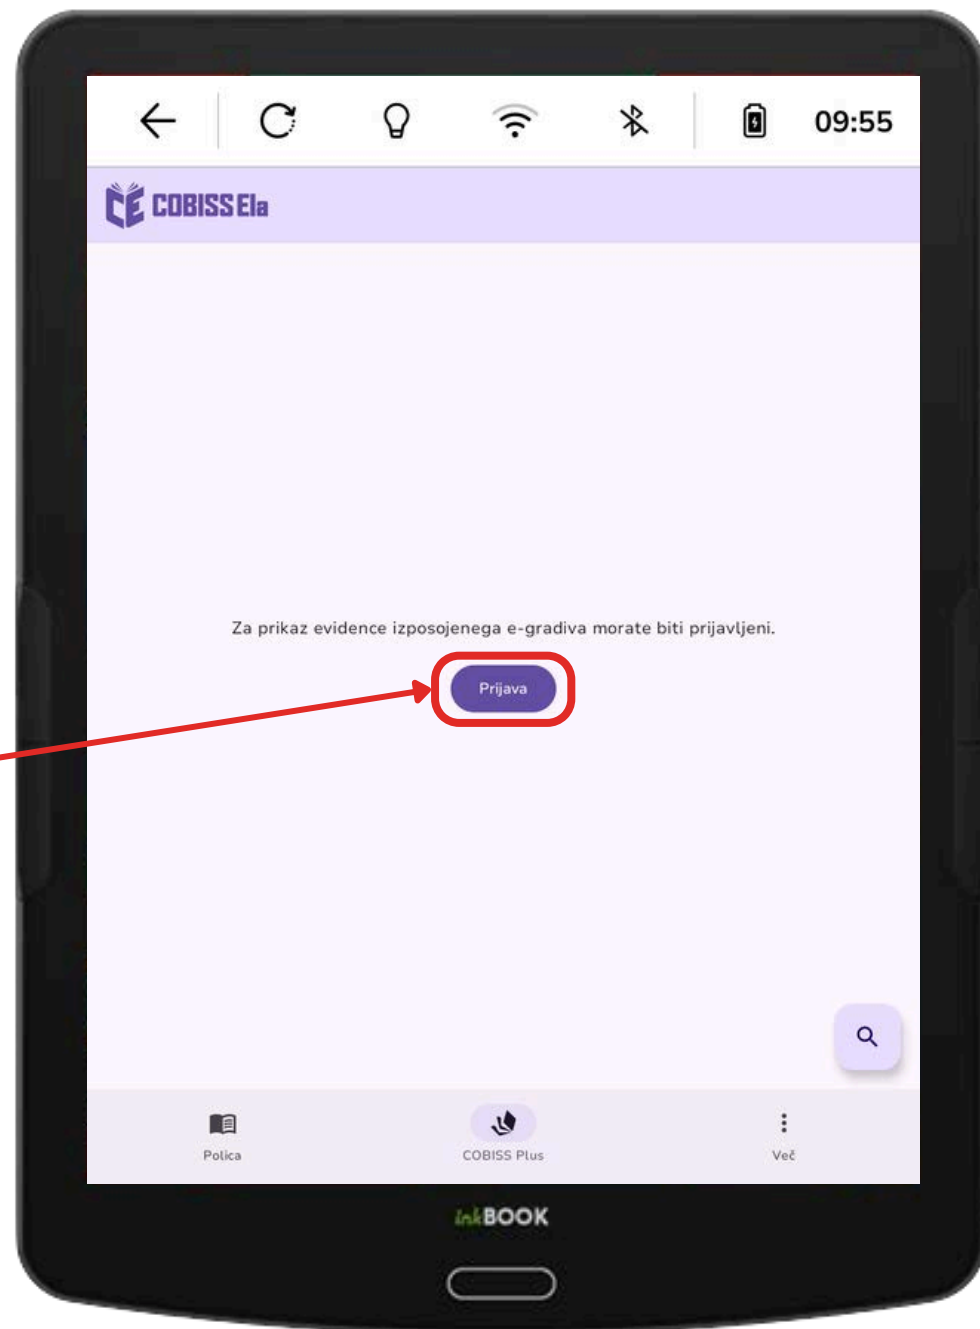 09:55
COBISS Ela
Za prikaz evidence izposojenega e-gradiva morate biti prijavljeni.
Prijava
Polica
COBISS Plus
Več
inkBOOK